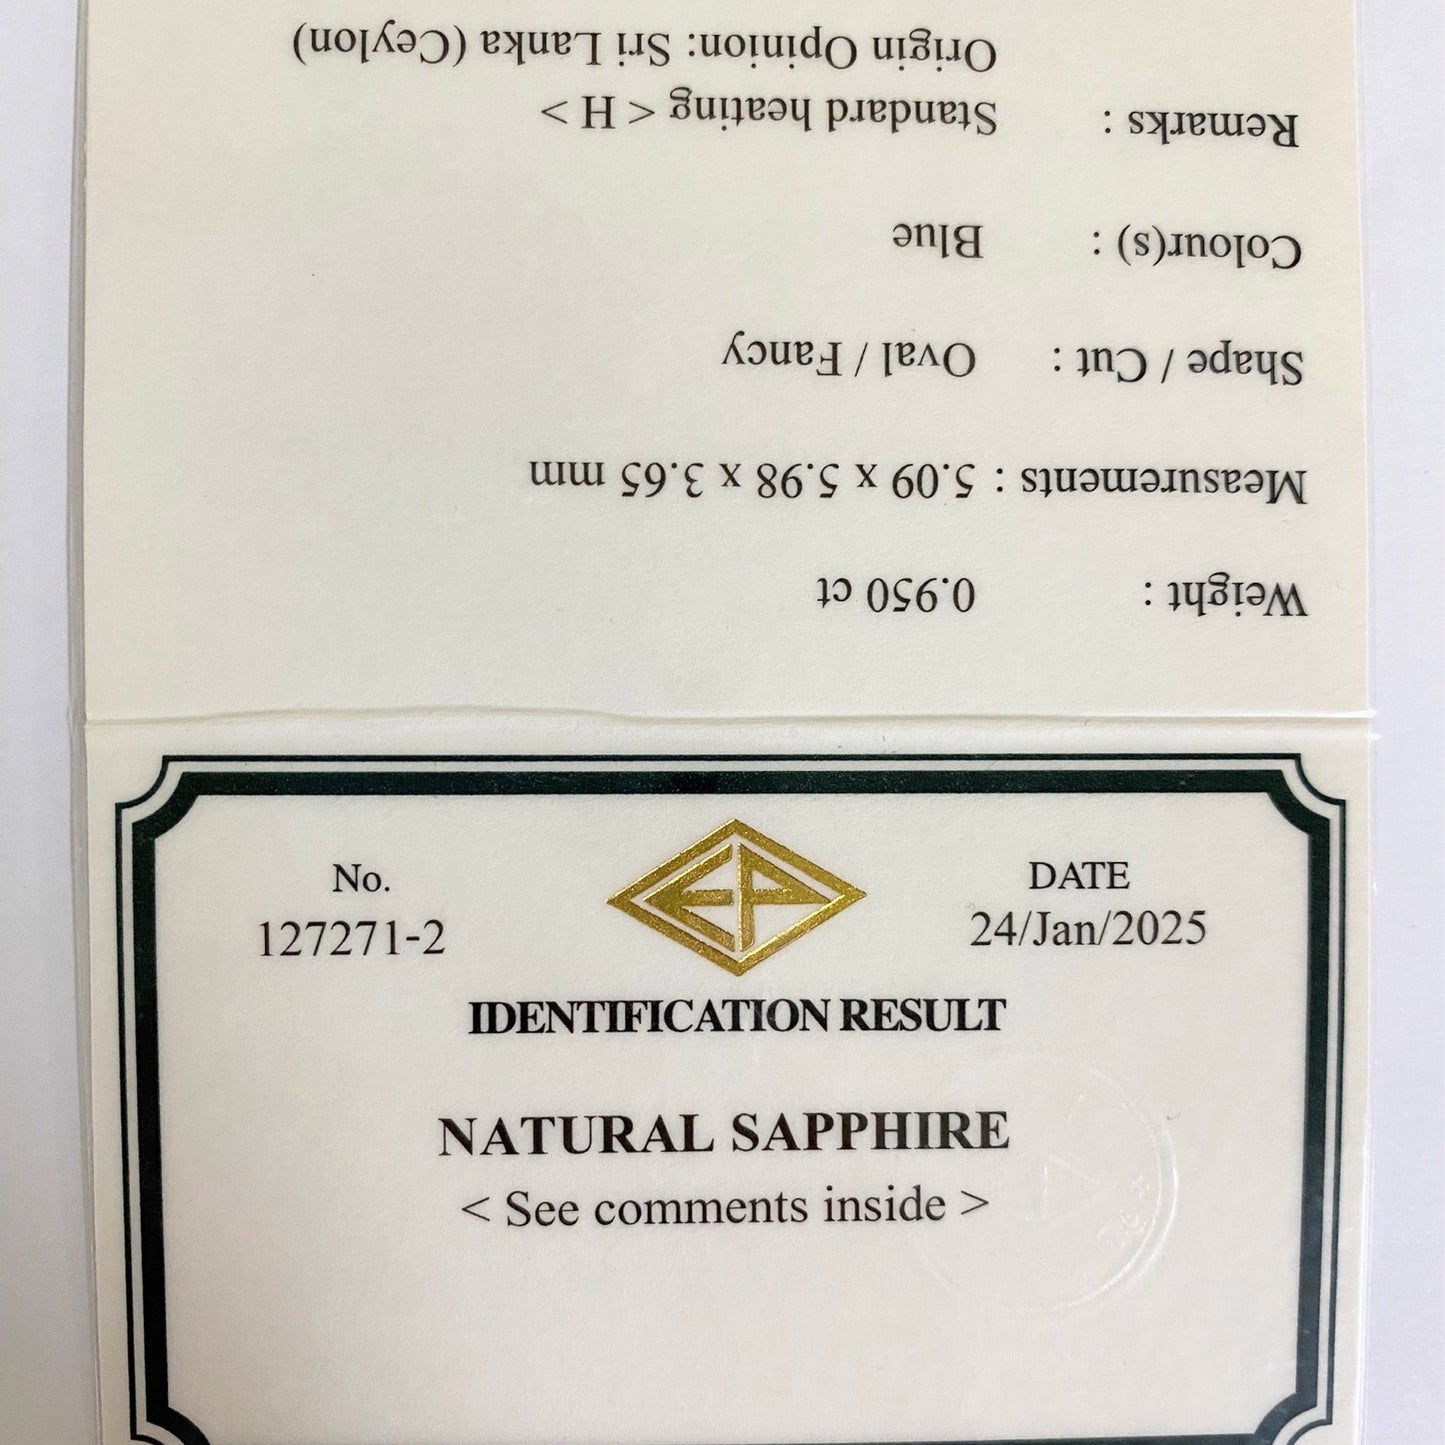 Weight : 0.950 ct
Measurements : 5.09 x 5.98 x 3.65 mm
Shape / Cut : Oval / Fancy
Colour(s) : Blue
Remarks : Standard heating < H >
Origin Opinion: Sri Lanka (Ceylon)
No.
127271-2
EP
DATE
24/Jan/2025
IDENTIFICATION RESULT
NATURAL SAPPHIRE
< See comments inside >